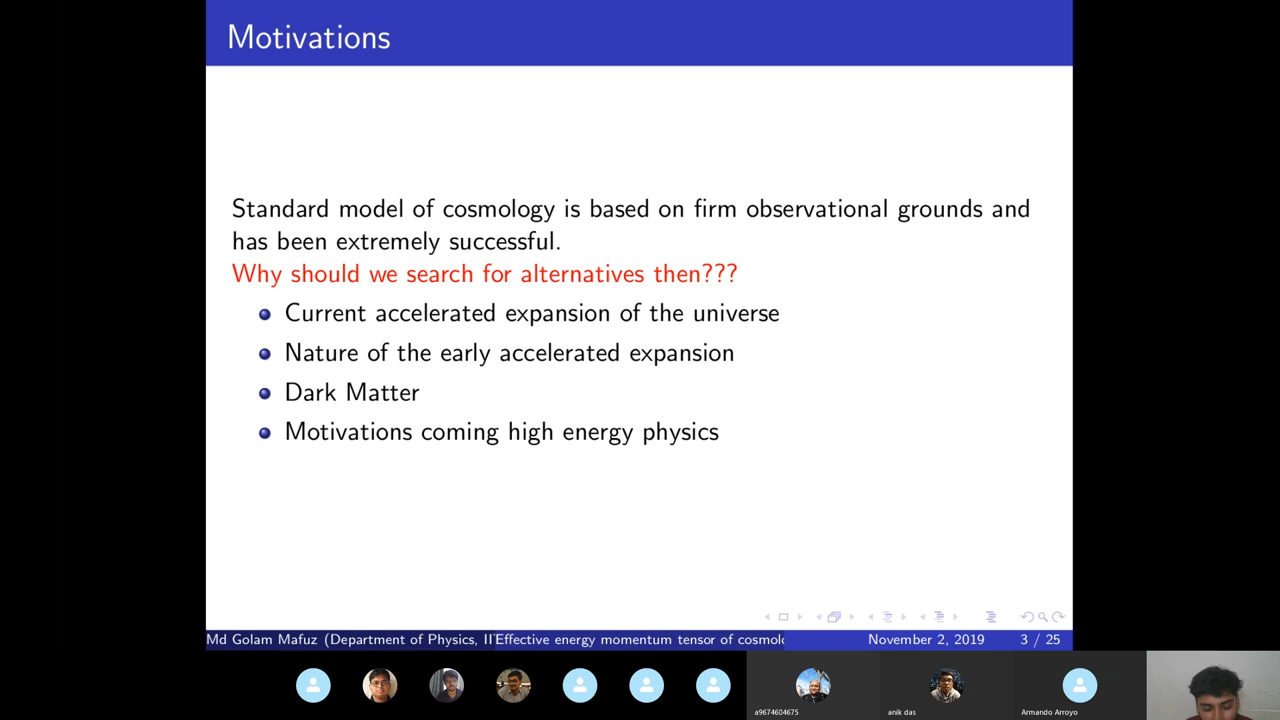 Motivations
Standard model of cosmology is based on firm observational grounds and
has been extremely successful.
Why should we search for alternatives then???
Current accelerated expansion of the universe
Nature of the early accelerated expansion
Dark Matter
Motivations coming high energy physics
Md Golam Mafuz (Department of Physics, II Effective energy momentum tensor of cosmolo November 2, 2019 3 / 25
a9674604675 anik das Armando Arroyo